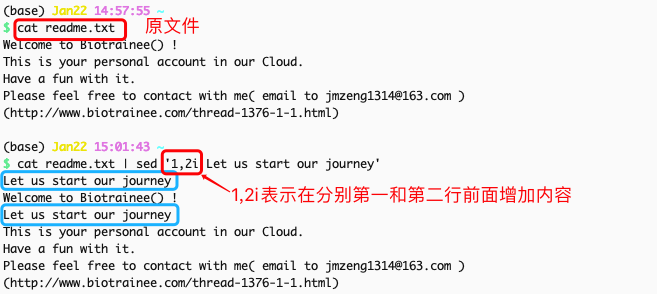 (base) Jan22 14:57:55 ~
$ cat readme.txt 原文件
Welcome to Biotrainee() !
This is your personal account in our Cloud.
Have a fun with it.
Please feel free to contact with me( email to jmzeng1314@163.com )
(http://www.biotrainee.com/thread-1376-1-1.html)
(base) Jan22 15:01:43 ~
$ cat readme.txt | sed '1,2i Let us start our journey'
Let us start our journey
Welcome to Biotrainee() !
1,2i表示在分别第一和第二行前面增加内容
Let us start our journey
This is your personal account in our Cloud.
Have a fun with it.
Please feel free to contact with me( email to jmzeng1314@163.com )
(http://www.biotrainee.com/thread-1376-1-1.html)